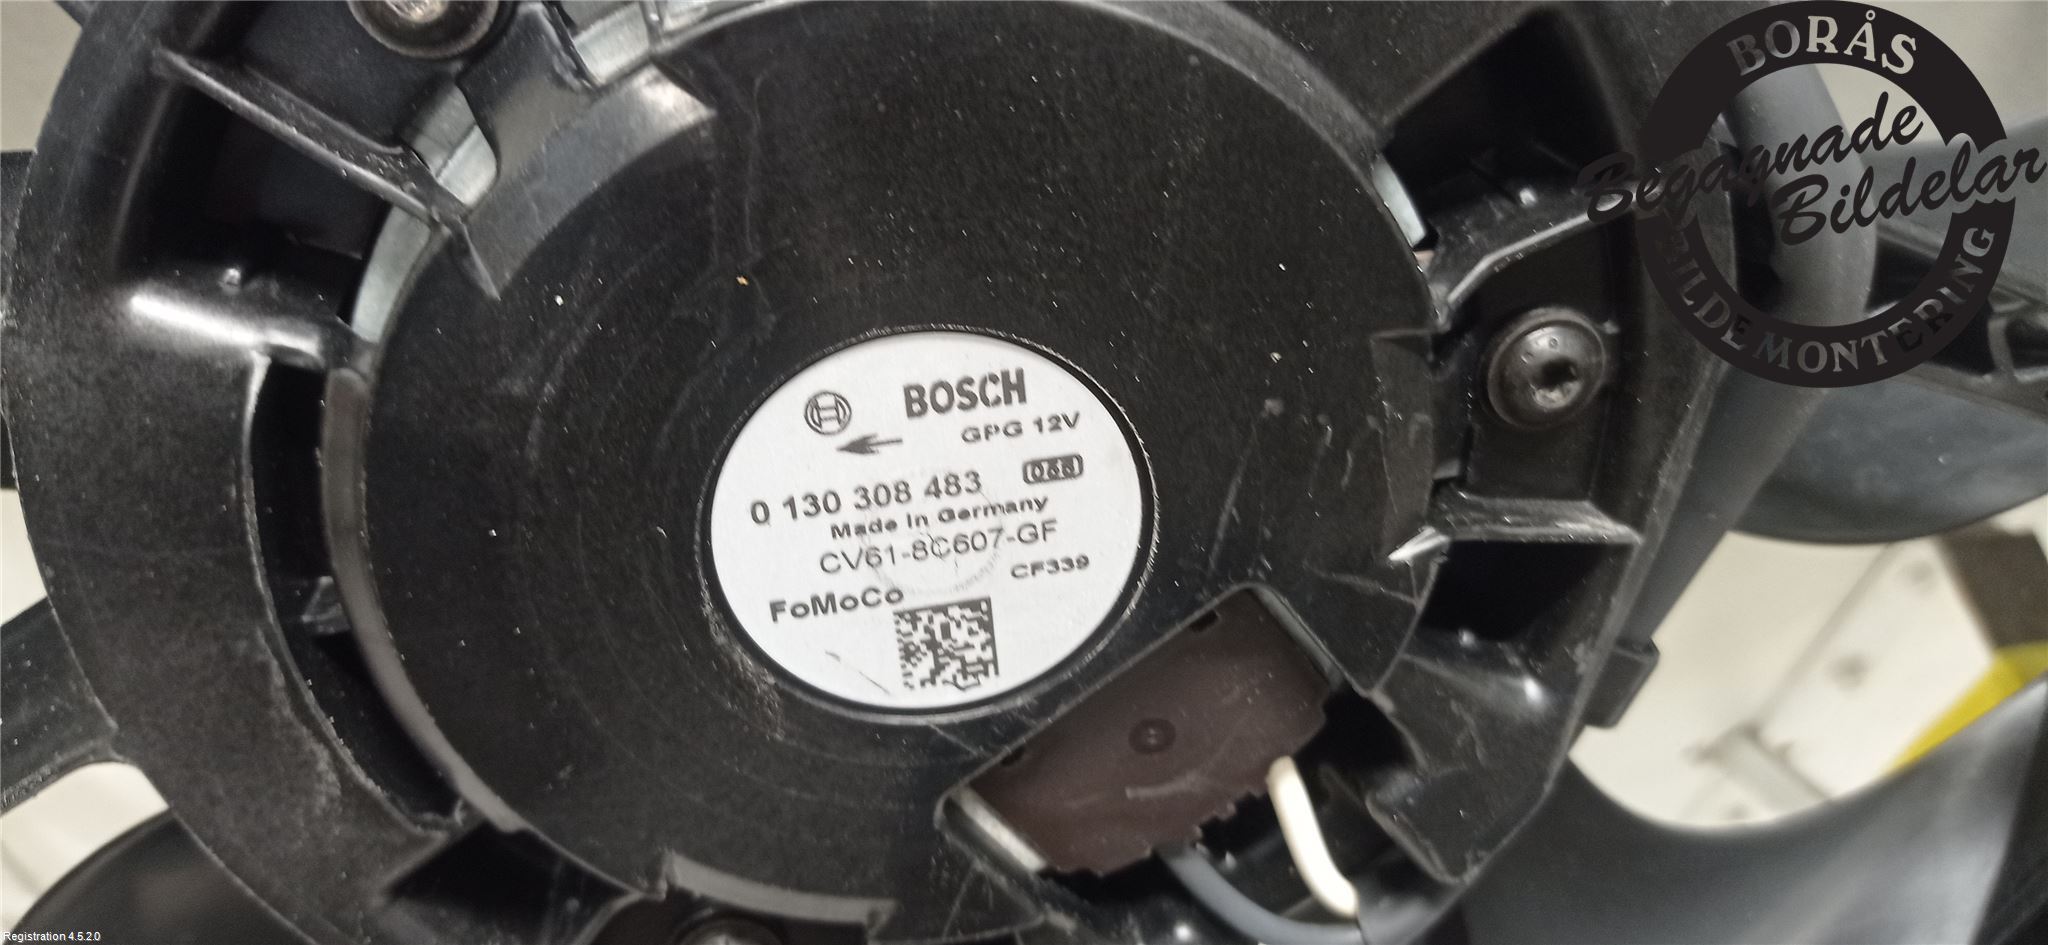 BORÅS
Begagnade
Bildelar
BILDEMONTERING
BOSCH
GPG 12V
0 130 308 483
Made In Germany
CV61-8C607-GF
CF339
FoMoCo
Registration 4.5.2.0